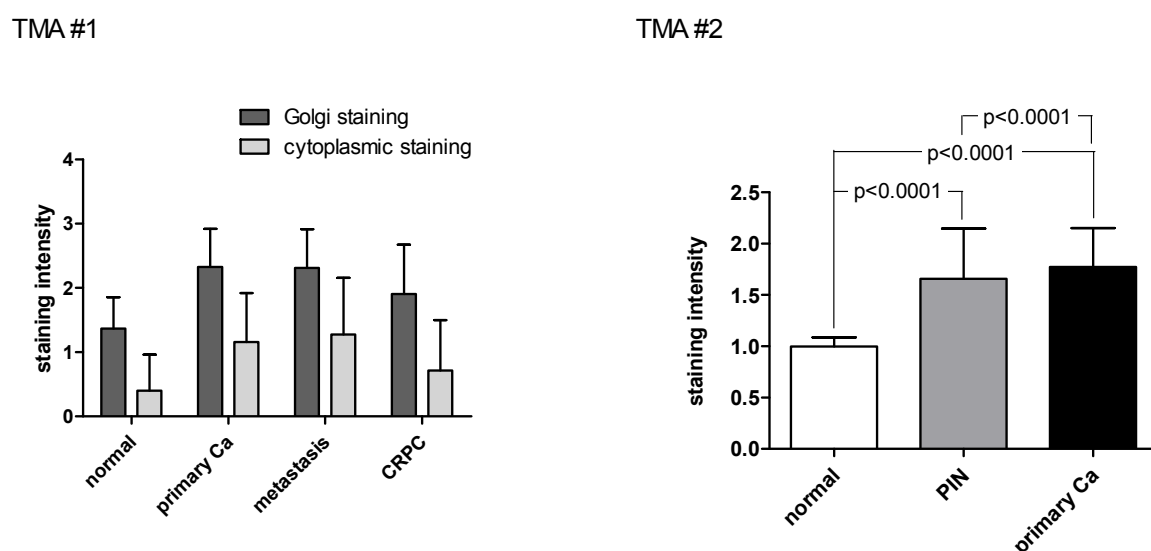 TMA #1
Golgi staining
cytoplasmic staining
staining intensity
4
3
2
1
0
normal
primary Ca
metastasis
CRPC
TMA #2
p<0.0001
p<0.0001
p<0.0001
staining intensity
2.5
2.0
1.5
1.0
0.5
0.0
normal
PIN
primary Ca